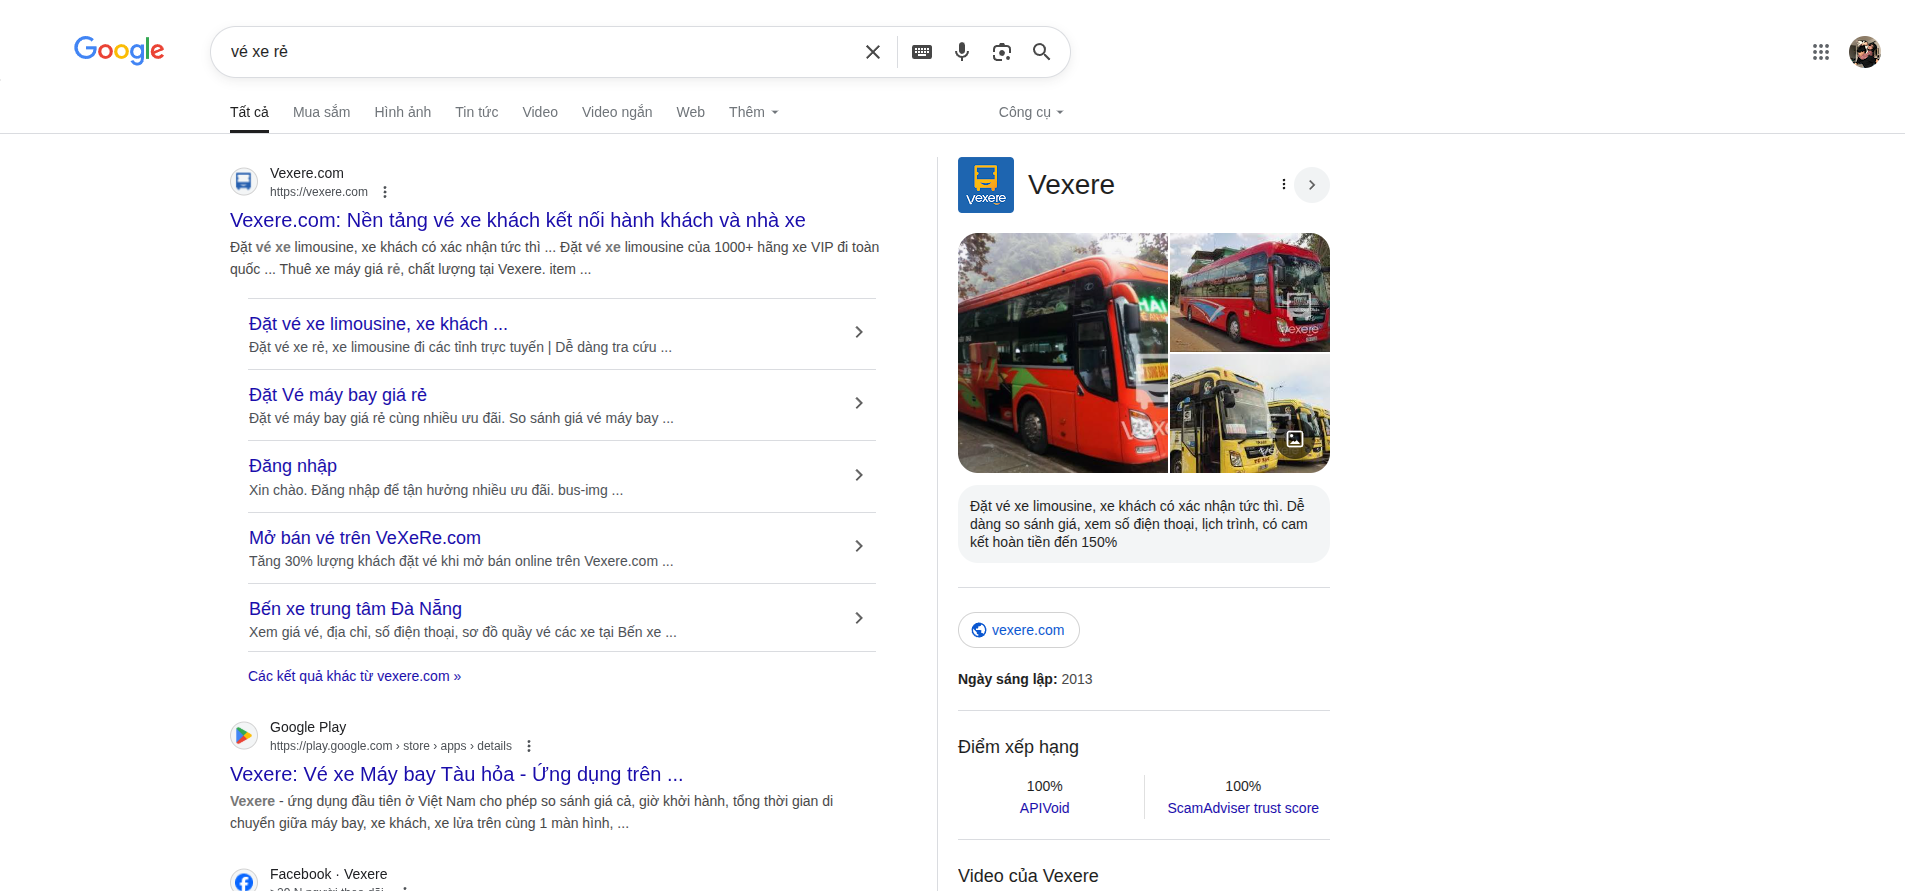 Google
vé xe rẻ
Tất cả
Mua sắm
Hình ảnh
Tin tức
Video
Video ngắn
Web
Thêm
Công cụ
Vexere.com
https://vexere.com
Vexere.com: Nền tảng vé xe khách kết nối hành khách và nhà xe
Đặt vé xe limousine, xe khách có xác nhận tức thì ... Đặt vé xe limousine của 1000+ hãng xe VIP đi toàn
quốc ... Thuê xe máy giá rẻ, chất lượng tại Vexere. item ...
Đặt vé xe limousine, xe khách ...
Đặt vé xe rẻ, xe limousine đi các tỉnh trực tuyến | Dễ dàng tra cứu ...
Đặt Vé máy bay giá rẻ
Đặt vé máy bay giá rẻ cùng nhiều ưu đãi. So sánh giá vé máy bay ...
Đăng nhập
Xin chào. Đăng nhập để tận hưởng nhiều ưu đãi. bus-img ...
Mở bán vé trên VeXeRe.com
Tăng 30% lượng khách đặt vé khi mở bán online trên Vexere.com ...
Bến xe trung tâm Đà Nẵng
Xem giá vé, địa chỉ, số điện thoại, sơ đồ quầy vé các xe tại Bến xe ...
Các kết quả khác từ vexere.com »
Google Play
https://play.google.com › store › apps › details
Vexere: Vé xe Máy bay Tàu hỏa - Ứng dụng trên ...
Vexere - ứng dụng đầu tiên ở Việt Nam cho phép so sánh giá cả, giờ khởi hành, tổng thời gian di
chuyển giữa máy bay, xe khách, xe lửa trên cùng 1 màn hình, ...
Facebook · Vexere
vexere
Vexere
vexere
Đặt vé xe limousine, xe khách có xác nhận tức thì. Dễ
dàng so sánh giá, xem số điện thoại, lịch trình, có cam
kết hoàn tiền đến 150%
vexere.com
Ngày sáng lập: 2013
Điểm xếp hạng
100%
APIVoid
100%
ScamAdviser trust score
Video của Vexere